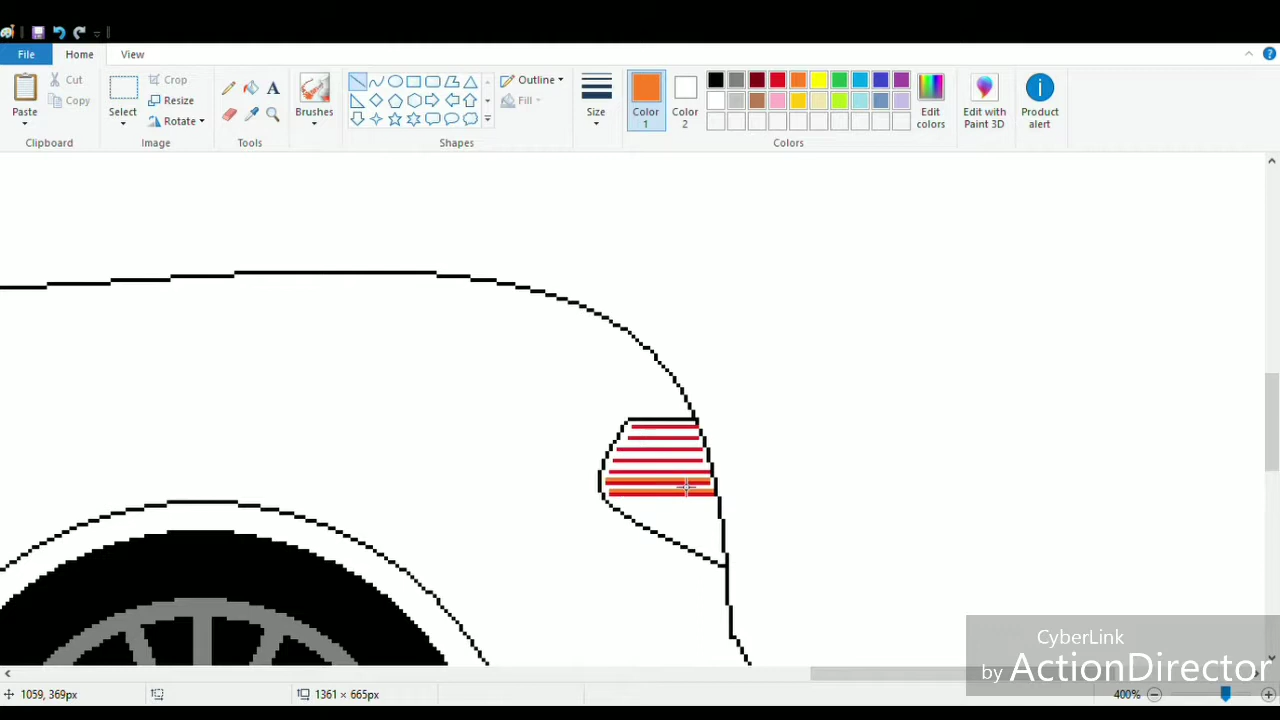 File Home View
Paste Cut Copy
Clipboard
Select Crop Resize Rotate
Image
Tools
A
Brushes
Shapes
Outline
Fill
Size
Color 1
Color 2
Edit colors
Colors
Edit with Paint 3D
Product alert
1059, 369px
1361 × 665px
400%
CyberLink
by ActionDirector